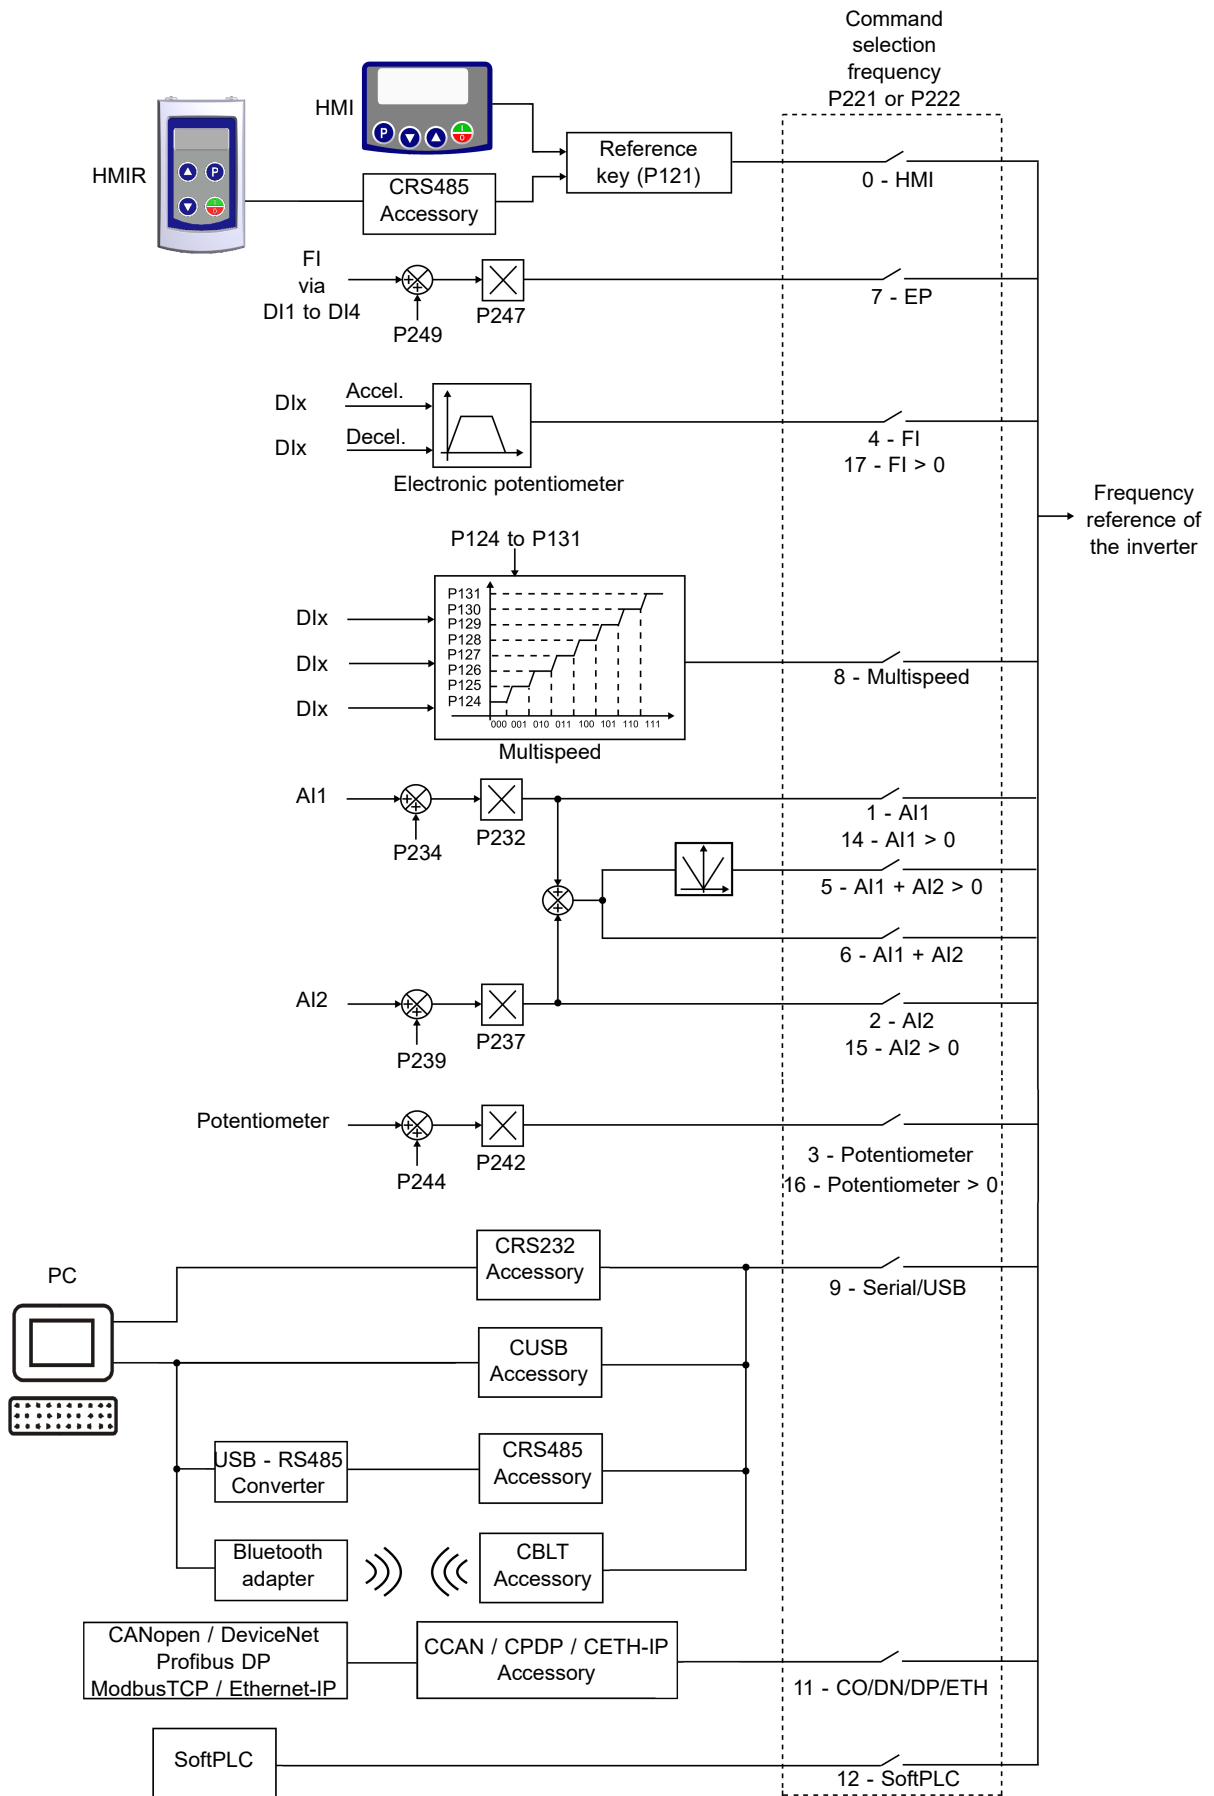 Command
selection
frequency
P221 or P222
HMI
P
I
0
HMIR
P
I
0
CRS485
Accessory
Reference
key (P121)
0 - HMI
FI
via
DI1 to DI4
P249
P247
7 - EP
DIx
Accel.
DIx
Decel.
Electronic potentiometer
4 - FI
17 - FI > 0
Frequency
reference of
the inverter
P124 to P131
DIx
DIx
DIx
P131
P130
P129
P128
P127
P126
P125
P124
000 001 010 011 100 101 110 111
Multispeed
8 - Multispeed
AI1
P234
P232
1 - AI1
14 - AI1 > 0
5 - AI1 + AI2 > 0
6 - AI1 + AI2
AI2
P239
P237
2 - AI2
15 - AI2 > 0
Potentiometer
P244
P242
3 - Potentiometer
16 - Potentiometer > 0
PC
CRS232
Accessory
9 - Serial/USB
CUSB
Accessory
USB - RS485
Converter
CRS485
Accessory
Bluetooth
adapter
CBLT
Accessory
CANopen / DeviceNet
Profibus DP
ModbusTCP / Ethernet-IP
CCAN / CPDP / CETH-IP
Accessory
11 - CO/DN/DP/ETH
SoftPLC
12 - SoftPLC